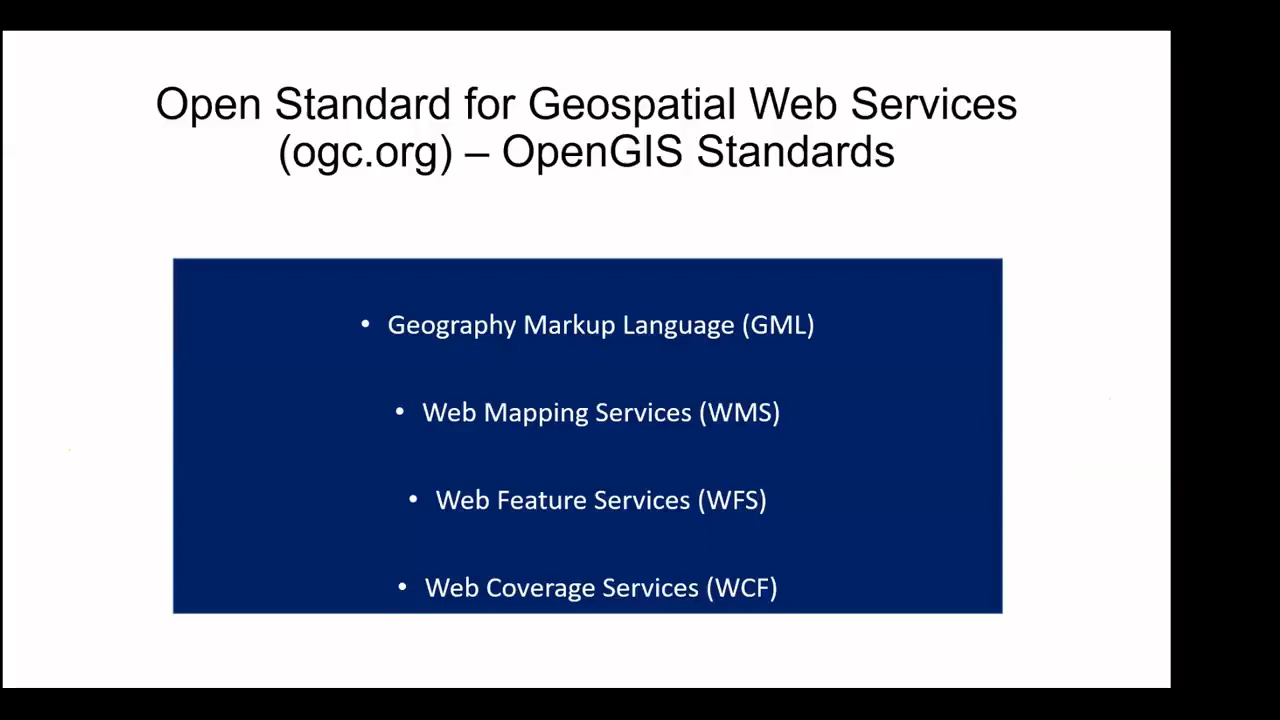 Open Standard for Geospatial Web Services
(ogc.org) – OpenGIS Standards
• Geography Markup Language (GML)
• Web Mapping Services (WMS)
• Web Feature Services (WFS)
• Web Coverage Services (WCF)